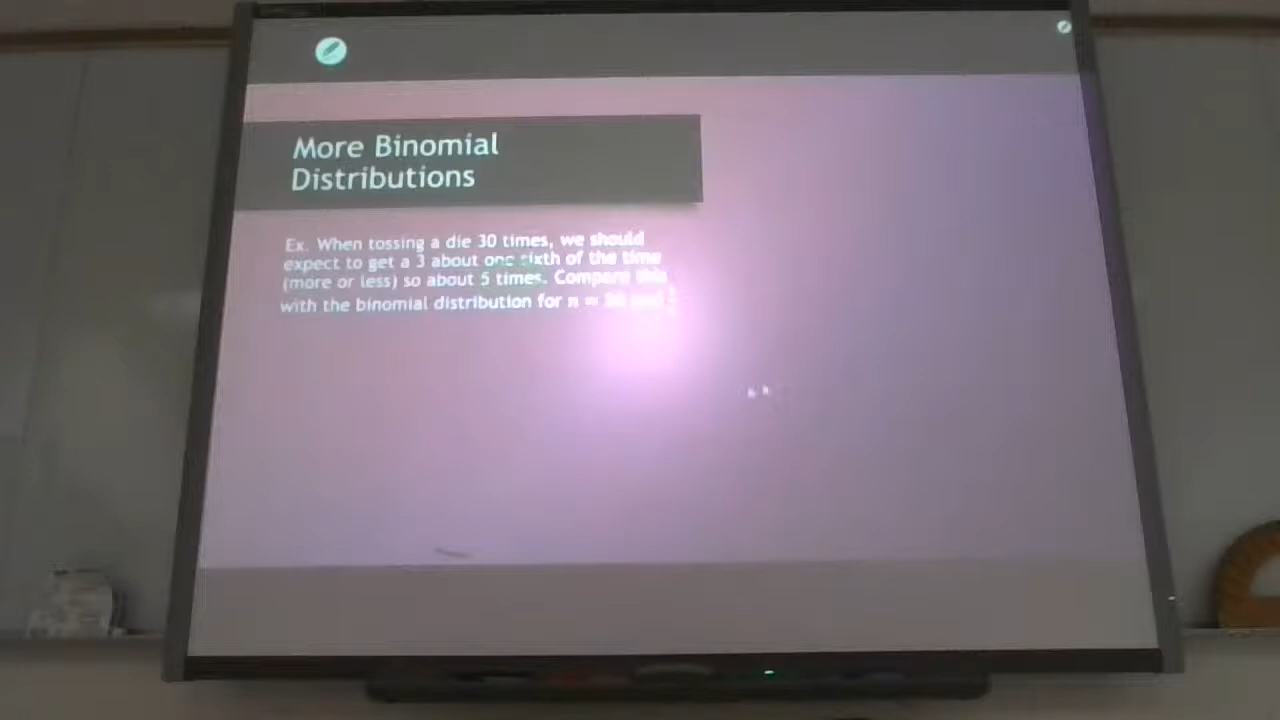 More Binomial
Distributions
Ex. When tossing a die 30 times, we should
expect to get a 3 about one sixth of the time
(more or less) so about 5 times. Compare this
with the binomial distribution for n =